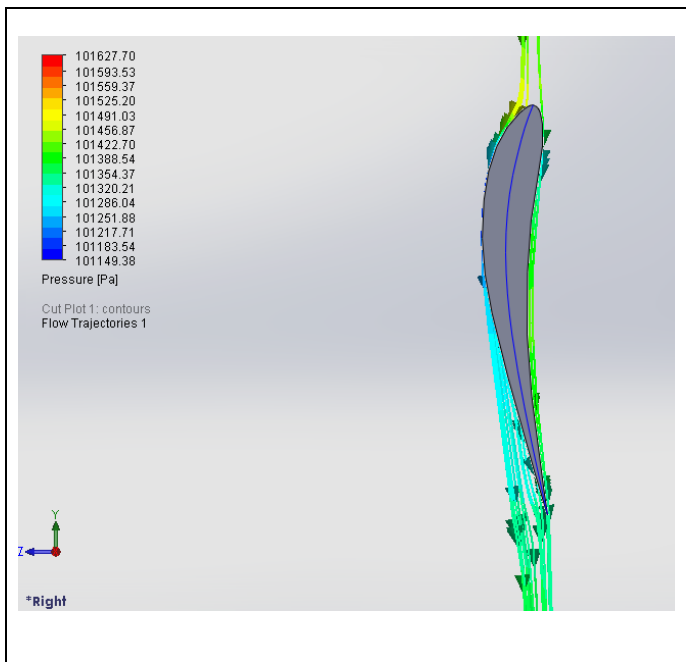 101627.70
101593.53
101559.37
101525.20
101491.03
101456.87
101422.70
101388.54
101354.37
101320.21
101286.04
101251.88
101217.71
101183.54
101149.38
Pressure [Pa]
Cut Plot 1: contours
Flow Trajectories 1
Y
Z
*Right